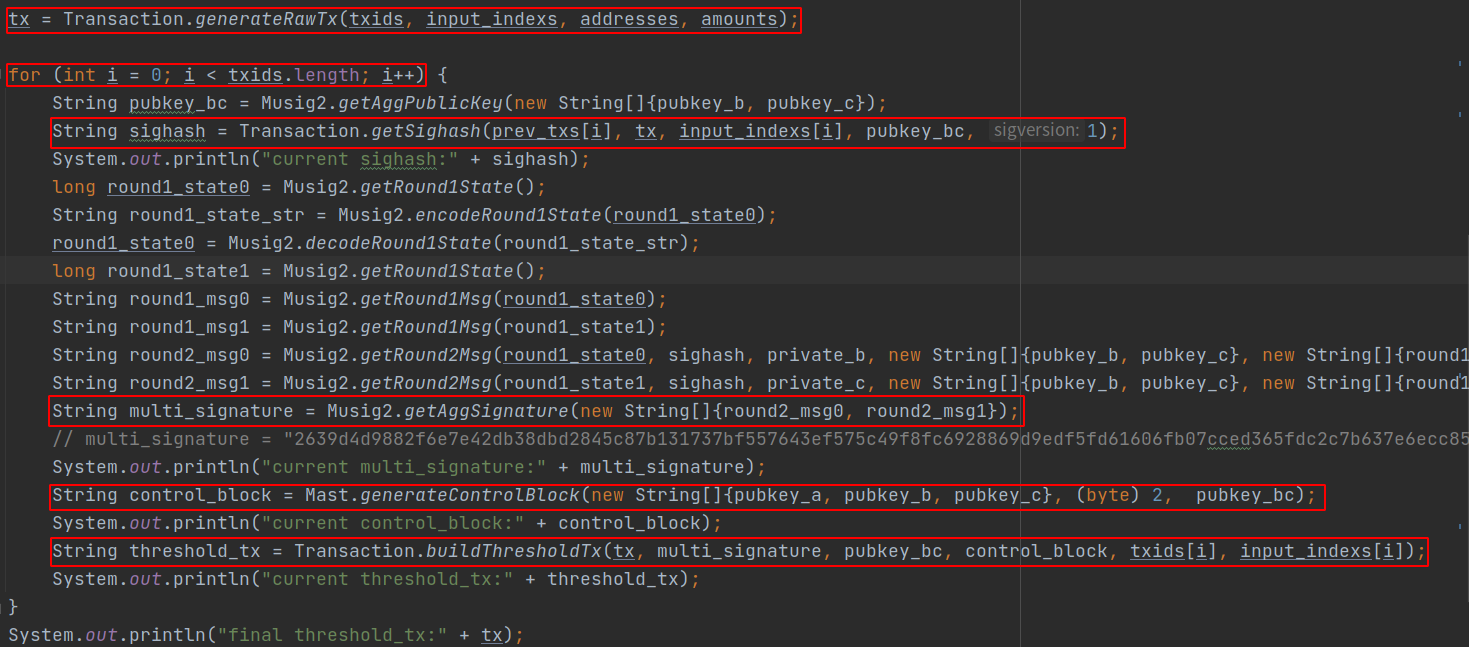 tx = Transaction.generateRawTx(txids, input_indexs, addresses, amounts);
for (int i = 0; i < txids.length; i++) {
String pubkey_bc = Musig2.getAggPublicKey(new String[]{pubkey_b, pubkey_c});
String sighash = Transaction.getSighash(prev_txs[i], tx, input_indexs[i], pubkey_bc, sigversion: 1);
System.out.println("current sighash:" + sighash);
long round1_state0 = Musig2.getRound1State();
String round1_state_str = Musig2.encodeRound1State(round1_state0);
round1_state0 = Musig2.decodeRound1State(round1_state_str);
long round1_state1 = Musig2.getRound1State();
String round1_msg0 = Musig2.getRound1Msg(round1_state0);
String round1_msg1 = Musig2.getRound1Msg(round1_state1);
String round2_msg0 = Musig2.getRound2Msg(round1_state0, sighash, private_b, new String[]{pubkey_b, pubkey_c}, new String[]{round1
String round2_msg1 = Musig2.getRound2Msg(round1_state1, sighash, private_c, new String[]{pubkey_b, pubkey_c}, new String[]{round1
String multi_signature = Musig2.getAggSignature(new String[]{round2_msg0, round2_msg1});
// multi_signature = "2639d4d9882f6e7e42db38dbd2845c87b131737bf557643ef575c49f8fc6928869d9edf5fd61606fb07cced365fdc2c7b637e6ecc85
System.out.println("current multi_signature:" + multi_signature);
String control_block = Mast.generateControlBlock(new String[]{pubkey_a, pubkey_b, pubkey_c}, (byte) 2, pubkey_bc);
System.out.println("current control_block:" + control_block);
String threshold_tx = Transaction.buildThresholdTx(tx, multi_signature, pubkey_bc, control_block, txids[i], input_indexs[i]);
System.out.println("current threshold_tx:" + threshold_tx);
}
System.out.println("final threshold_tx:" + tx);